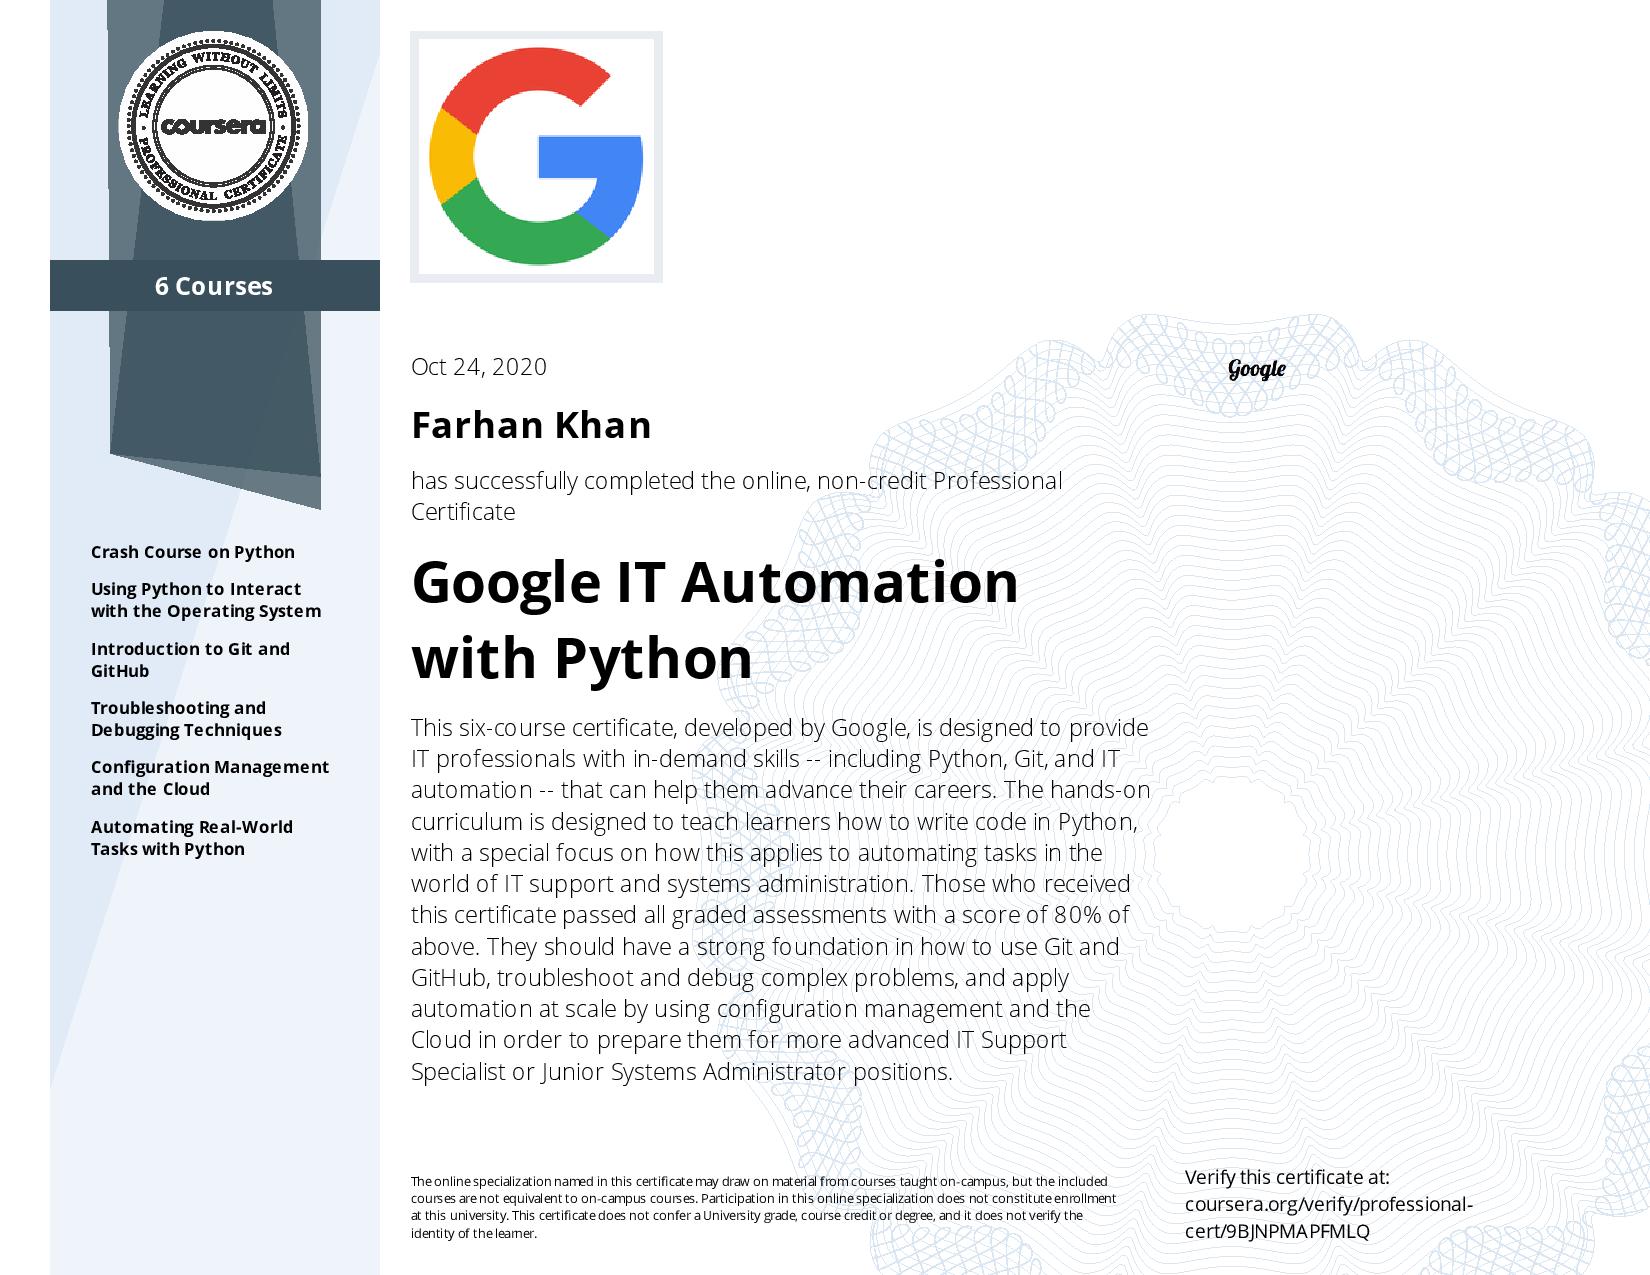 LEARNING WITHOUT LIMITS
coursera
PROFESSIONAL CERTIFICATE
6 Courses
Crash Course on Python
Using Python to Interact
with the Operating System
Introduction to Git and
GitHub
Troubleshooting and
Debugging Techniques
Configuration Management
and the Cloud
Automating Real-World
Tasks with Python
G
Oct 24, 2020
Google
Farhan Khan
has successfully completed the online, non-credit Professional
Certificate
Google IT Automation
with Python
This six-course certificate, developed by Google, is designed to provide
IT professionals with in-demand skills -- including Python, Git, and IT
automation -- that can help them advance their careers. The hands-on
curriculum is designed to teach learners how to write code in Python,
with a special focus on how this applies to automating tasks in the
world of IT support and systems administration. Those who received
this certificate passed all graded assessments with a score of 80% of
above. They should have a strong foundation in how to use Git and
GitHub, troubleshoot and debug complex problems, and apply
automation at scale by using configuration management and the
Cloud in order to prepare them for more advanced IT Support
Specialist or Junior Systems Administrator positions.
The online specialization named in this certificate may draw on material from courses taught on-campus, but the included
courses are not equivalent to on-campus courses. Participation in this online specialization does not constitute enrollment
at this university. This certificate does not confer a University grade, course credit or degree, and it does not verify the
identity of the learner.
Verify this certificate at:
coursera.org/verify/professional-
cert/9BJNPMAPFMLQ